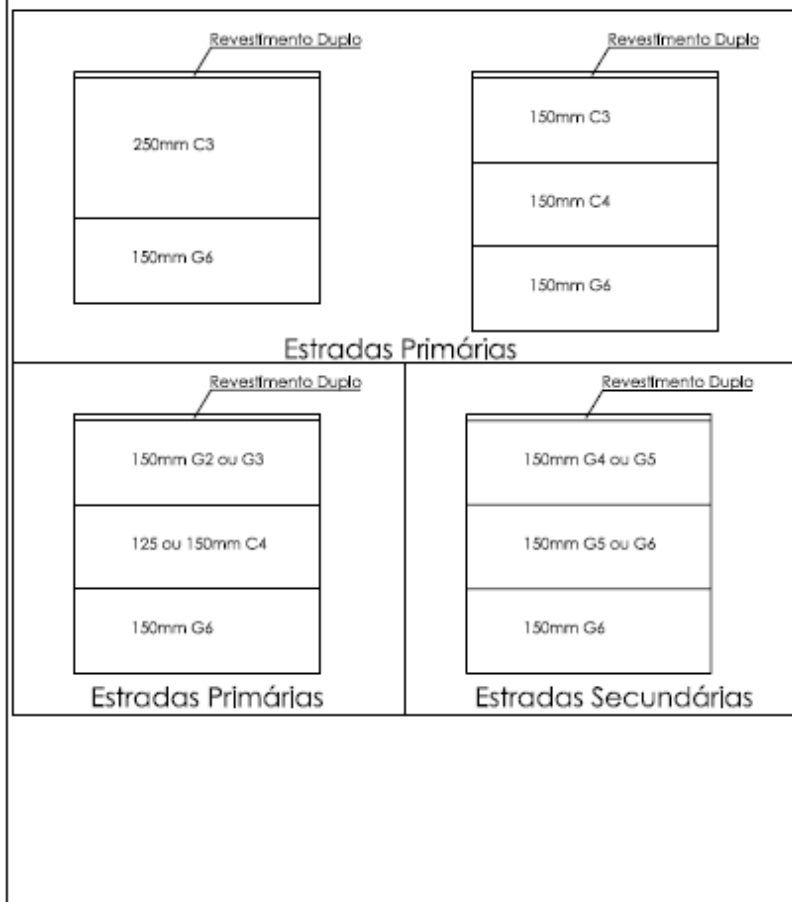 Revestimento Duplo
250mm C3
150mm G6
Revestimento Duplo
150mm C3
150mm C4
150mm G6
Estradas Primárias
Revestimento Duplo
150mm G2 ou G3
125 ou 150mm C4
150mm G6
Estradas Primárias
Revestimento Duplo
150mm G4 ou G5
150mm G5 ou G6
150mm G6
Estradas Secundárias